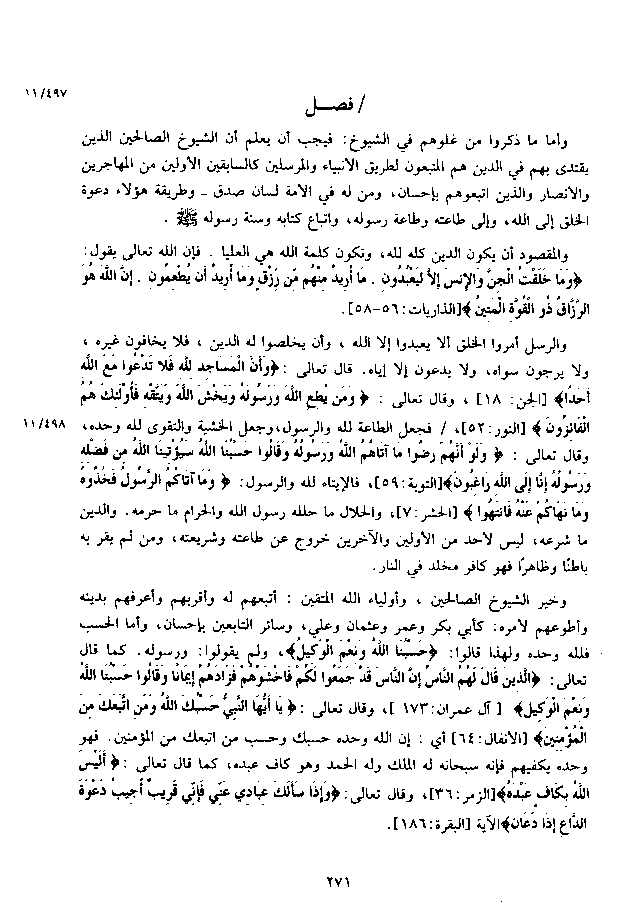 ١١/٤٩٧
/ فصــل
وأما ما ذكروا من غلوهم في الشيوخ: فيجب أن يعلم أن الشيوخ الصالحين الذين
يقتدى بهم في الدين هم المتبعون لطريق الأنبياء والمرسلين كالسابقين الأولين من المهاجرين
والأنصار والذين اتبعوهم بإحسان، ومن له في الأمة لسان صدق ـ وطريقة هؤلاء دعوة
الخلق إلى الله، وإلى طاعته وطاعة رسوله، واتباع كتابه وسنة رسوله ﷺ .
والمقصود أن يكون الدين كله لله، وتكون كلمة الله هي العليا . فإن الله تعالى يقول:
﴿وَمَا خَلَقْتُ الْجِنَّ وَالإِنسَ إِلاَّ لِيَعْبُدُونِ . مَا أُرِيدُ مِنْهُم مِّن رِّزْقٍ وَمَا أُرِيدُ أَن يُطْعِمُونِ . إِنَّ اللَّهَ هُوَ
الرَّزَّاقُ ذُو الْقُوَّةِ الْمَتِينُ﴾[الذاريات:٥٦-٥٨].
والرسل أمروا الخلق ألا يعبدوا إلا الله ، وأن يخلصوا له الدين ، فلا يخافون غيره ،
ولا يرجون سواه، ولا يدعون إلا إياه. قال تعالى :﴿وَأَنَّ الْمَسَاجِدَ لِلَّهِ فَلا تَدْعُوا مَعَ اللَّهِ
أَحَدًا﴾ [الجن: ١٨] ، وقال تعالى : ﴿ وَمَن يُطِعِ اللَّهَ وَرَسُولَهُ وَيَخْشَ اللَّهَ وَيَتَّقْهِ فَأُوْلَئِكَ هُمُ
الْفَائِزُونَ ﴾ [النور:٥٢]، / فجعل الطاعة لله والرسول،وجعل الخشية والتقوى لله وحده،
١١/٤٩٨
وقال تعالى : ﴿ وَلَوْ أَنَّهُمْ رَضُوا مَا آتَاهُمُ اللَّهُ وَرَسُولُهُ وَقَالُوا حَسْبُنَا اللَّهُ سَيُؤْتِينَا اللَّهُ مِن فَضْلِهِ
وَرَسُولُهُ إِنَّا إِلَى اللَّهِ رَاغِبُونَ﴾[التوبة:٥٩]، فالإيتاء لله والرسول: ﴿ وَمَا آتَاكُمُ الرَّسُولُ فَخُذُوهُ
وَمَا نَهَاكُمْ عَنْهُ فَانتَهُوا ﴾ [الحشر:٧]، والحلال ما حلله رسول الله والحرام ما حرمه. والدين
ما شرعه، ليس لأحد من الأولين والآخرين خروج عن طاعته وشريعته، ومن لم يقر به
باطنًا وظاهرًا فهو كافر مخلد في النار.
وخير الشيوخ الصالحين ، وأولياء الله المتقين : أتبعهم له وأقربهم وأعرفهم بدينه
وأطوعهم لأمره: كأبي بكر وعمر وعثمان وعلي، وسائر التابعين بإحسان، وأما الحسب
فلله وحده ولهذا قالوا: ﴿حَسْبُنَا اللَّهُ وَنِعْمَ الْوَكِيلُ﴾، ولم يقولوا: ورسوله. كما قال
تعالى: ﴿الَّذِينَ قَالَ لَهُمُ النَّاسُ إِنَّ النَّاسَ قَدْ جَمَعُوا لَكُمْ فَاخْشَوْهُمْ فَزَادَهُمْ إِيمَانًا وَقَالُوا حَسْبُنَا اللَّهُ
وَنِعْمَ الْوَكِيلُ﴾ [ آل عمران:١٧٣ ]، وقال تعالى :﴿ يَا أَيُّهَا النَّبِيُّ حَسْبُكَ اللَّهُ وَمَنِ اتَّبَعَكَ مِنَ
الْمُؤْمِنِينَ﴾ [الأنفال:٦٤] أي : إن الله وحده حسبك وحسب من اتبعك من المؤمنين. فهو
وحده يكفيهم فإنه سبحانه له الملك وله الحمد وهو كاف عبده، كما قال تعالى :﴿ أَلَيْسَ
اللَّهُ بِكَافٍ عَبْدَهُ﴾[الزمر:٣٦]، وقال تعالى:﴿وَإِذَا سَأَلَكَ عِبَادِي عَنِّي فَإِنِّي قَرِيبٌ أُجِيبُ دَعْوَةَ
الدَّاعِ إِذَا دَعَانِ﴾الآية [البقرة:١٨٦].
٢٧١